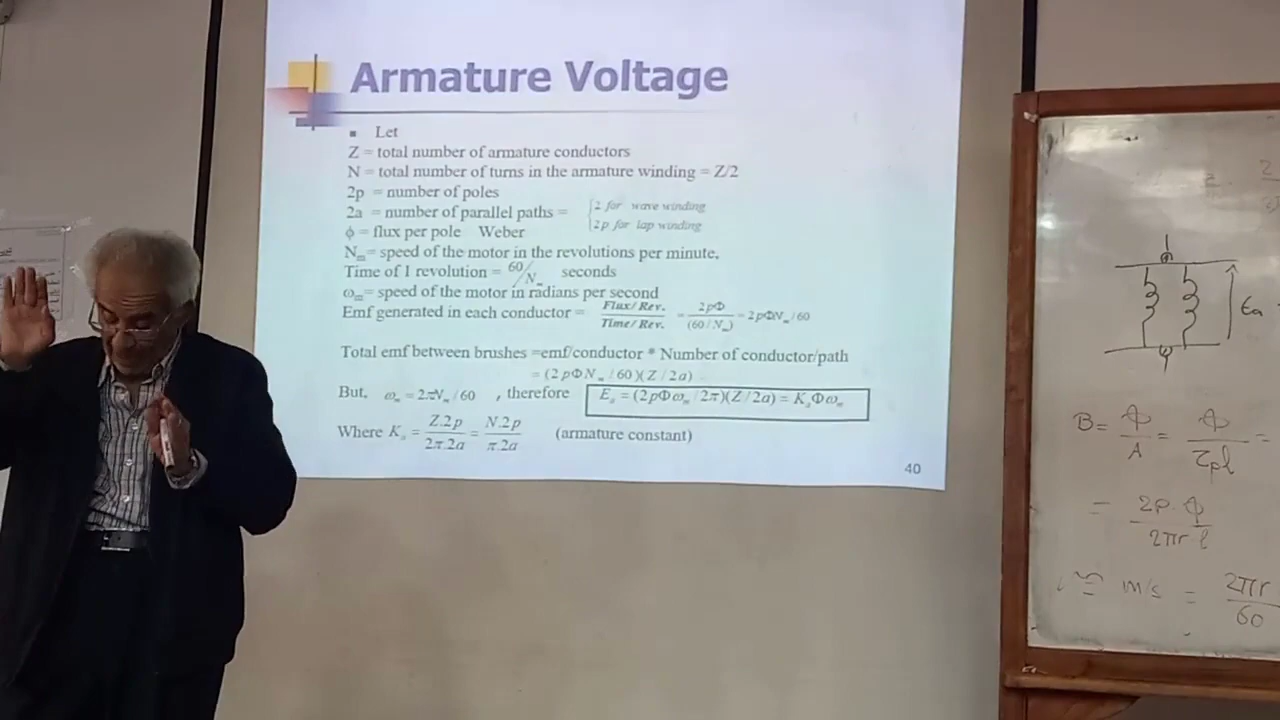 Armature Voltage
▪ Let
Z = total number of armature conductors
N = total number of turns in the armature winding = Z/2
2p = number of poles
2a = number of parallel paths = { 2 for wave winding
2p for lap winding
ϕ = flux per pole Weber
Nₘ= speed of the motor in the revolutions per minute,
Time of 1 revolution = 60/Nₘ seconds
ωₘ= speed of the motor in radians per second
Emf generated in each conductor = Flux/Rev. / Time/Rev. = 2pΦ / (60/Nₘ) = 2pΦNₘ/60
Total emf between brushes =emf/conductor * Number of conductor/path
= (2pΦNₘ/60)(Z/2a)
But, ωₘ = 2πNₘ/60 , therefore Eₐ = (2pΦωₘ/2π)(Z/2a) = KₐΦωₘ
Where Kₐ = Z.2p / 2π.2a = N.2p / π.2a (armature constant)
40
Ea
B = ϕ/A = ϕ/τₚl =
= 2p ϕ / 2πr l
m/s = 2πr/60